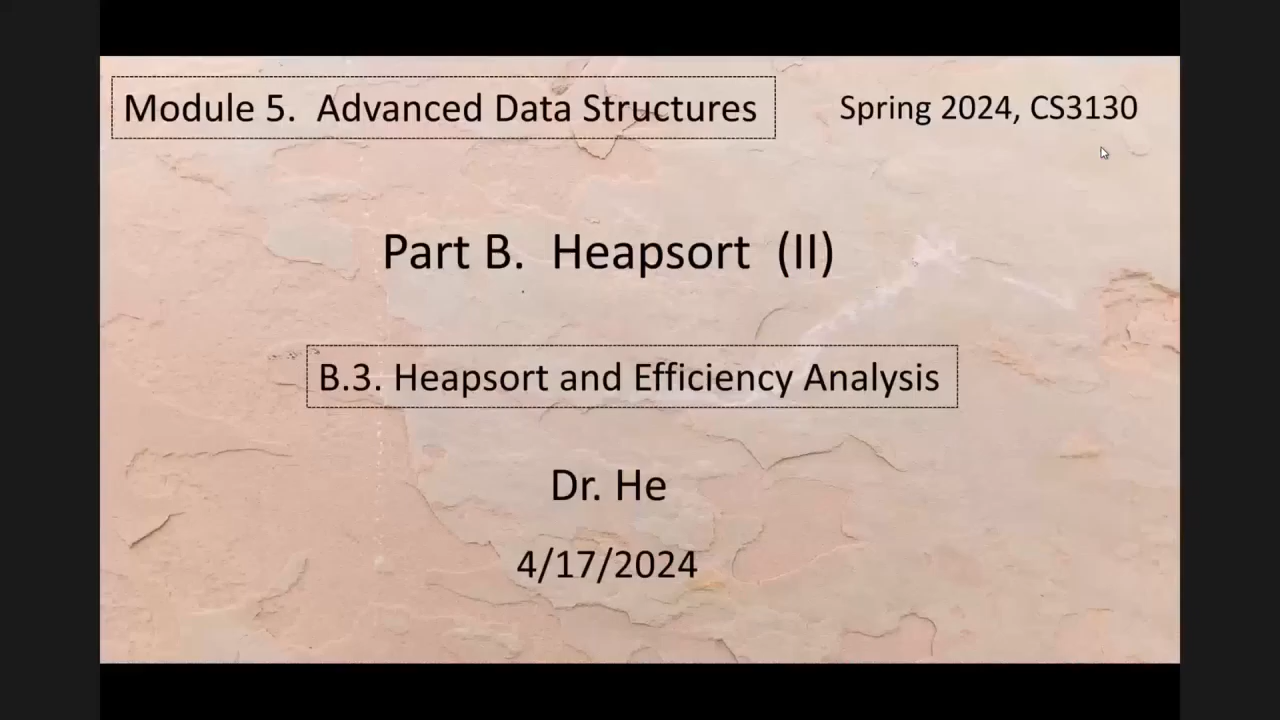 Module 5. Advanced Data Structures
Spring 2024, CS3130
Part B. Heapsort (II)
B.3. Heapsort and Efficiency Analysis
Dr. He
4/17/2024